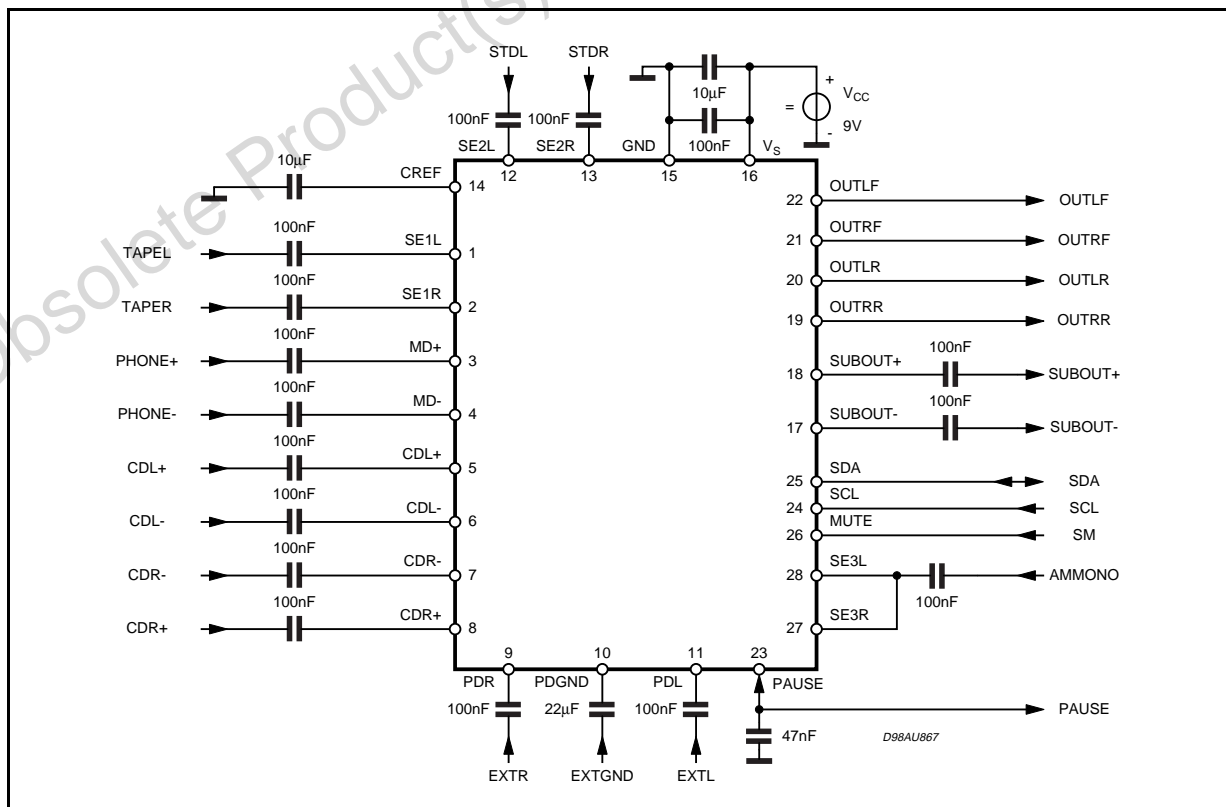 Obsolete Product(s)
STDL STDR
10µF
+
VCC
=
9V
-
100nF 100nF 100nF
SE2L SE2R GND VS
12 13 15 16
10µF CREF
14
22 OUTLF OUTLF
100nF
TAPEL SE1L
1
21 OUTRF OUTRF
100nF
TAPER SE1R
2
20 OUTLR OUTLR
19 OUTRR OUTRR
100nF
PHONE+ MD+
3
100nF
18 SUBOUT+ SUBOUT+
100nF
PHONE- MD-
4
100nF
17 SUBOUT- SUBOUT-
100nF
CDL+ CDL+
5
25 SDA SDA
24 SCL SCL
100nF
CDL- CDL-
6
26 MUTE SM
100nF
CDR- CDR-
7
28 SE3L AMMONO
100nF
100nF
CDR+ CDR+
8
27 SE3R
9 10 11 23
PDR PDGND PDL PAUSE
100nF 22µF 100nF
PAUSE
47nF
D98AU867
EXTR EXTGND EXTL